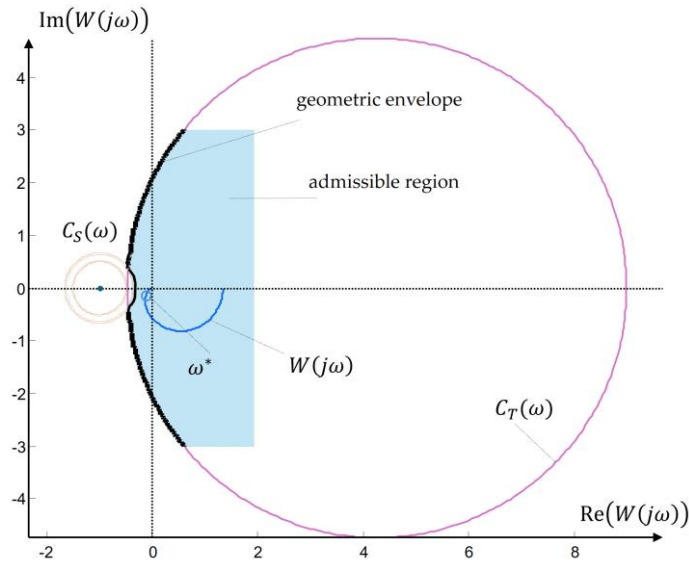 Im(W(jω))
4
geometric envelope
3
admissible region
2
C_S(ω)
1
0
-1
ω*
W(jω)
-2
C_T(ω)
-3
-4
Re(W(jω))
-2 0 2 4 6 8